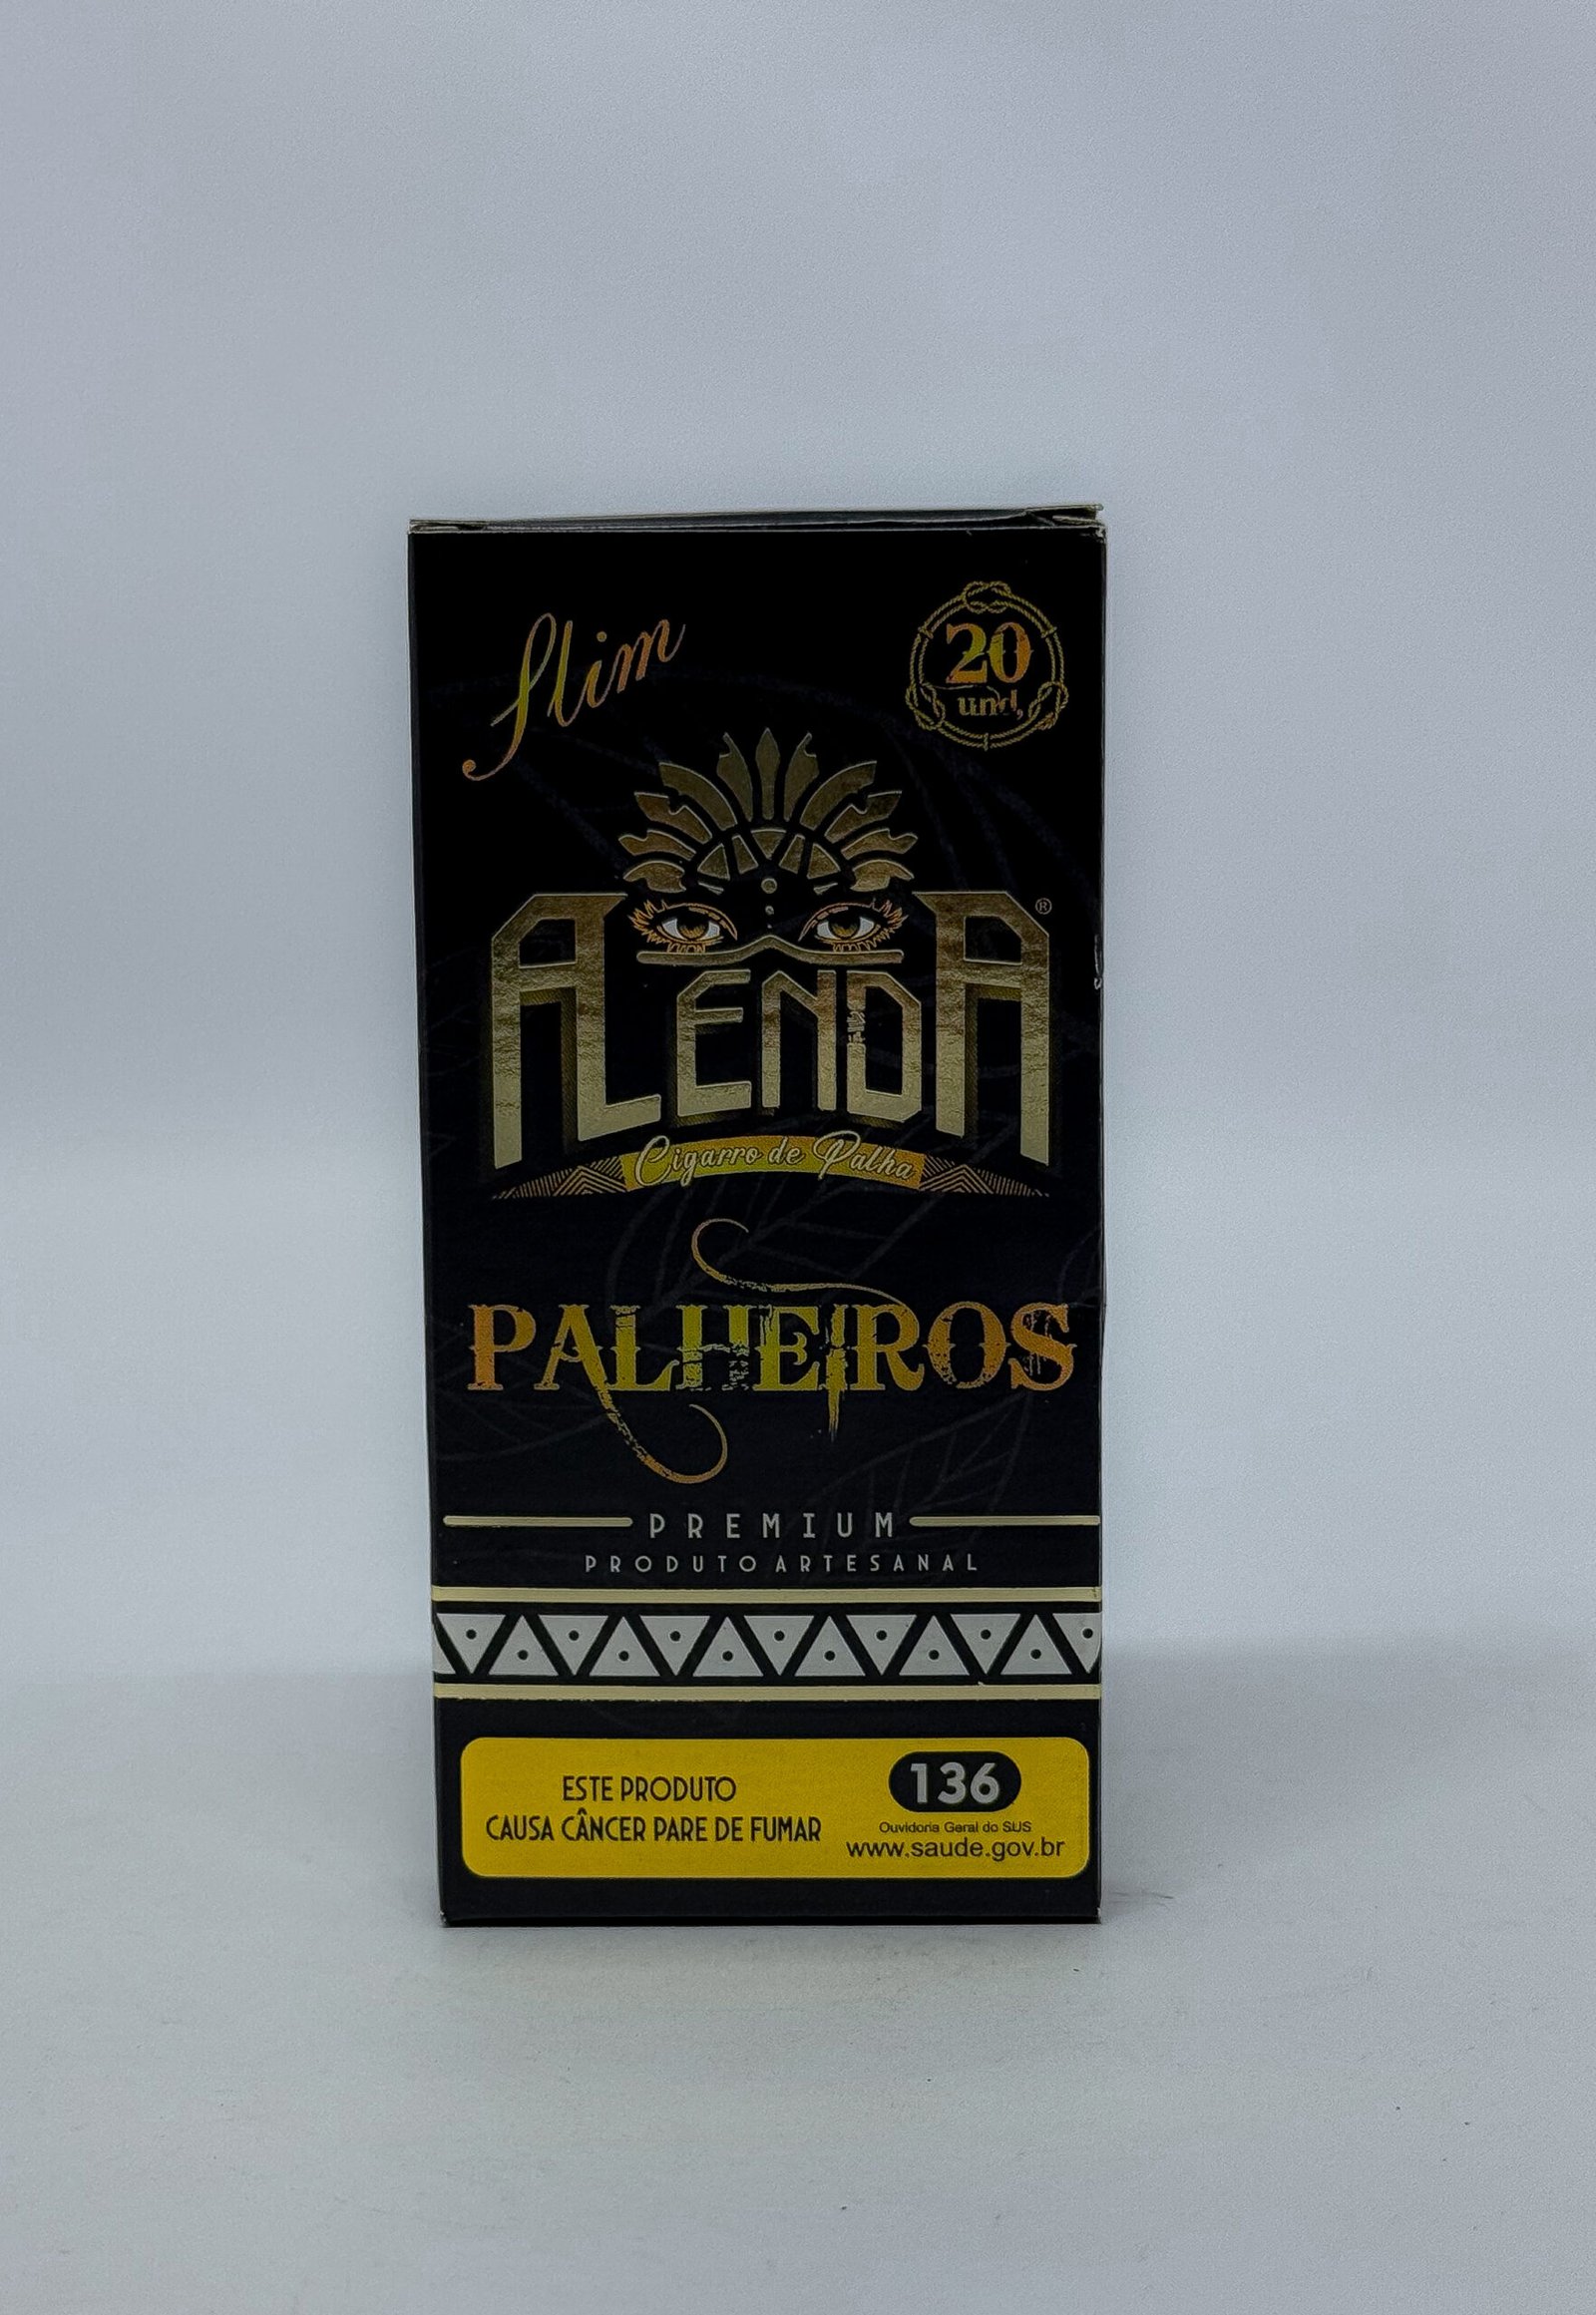 Slim
20
und.
ALENDA®
Cigarro de Palha
PALHEIROS
PREMIUM
PRODUTO ARTESANAL
ESTE PRODUTO
CAUSA CÂNCER PARE DE FUMAR
136
Ouvidoria Geral do SUS
www.saude.gov.br